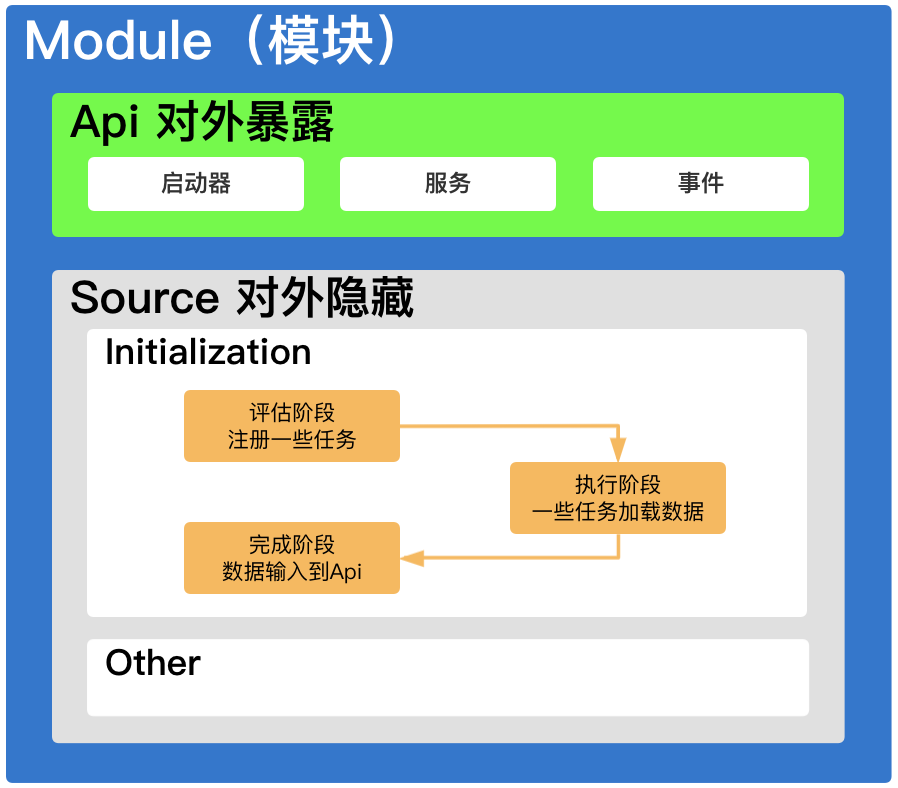 Module（模块）
Api 对外暴露
启动器
服务
事件
Source 对外隐藏
Initialization
评估阶段
注册一些任务
执行阶段
一些任务加载数据
完成阶段
数据输入到Api
Other